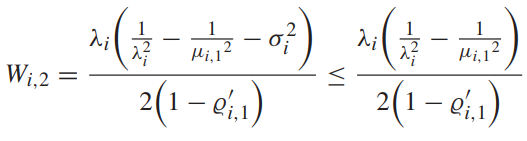 $W_{i,2} = \frac{\lambda_i \left( \frac{1}{\lambda_i^2} - \frac{1}{\mu_{i,1}{}^2} - \sigma_i^2 \right)}{2\left(1 - \varrho'_{i,1}\right)} \leq \frac{\lambda_i \left( \frac{1}{\lambda_i^2} - \frac{1}{\mu_{i,1}{}^2} \right)}{2\left(1 - \varrho'_{i,1}\right)}$